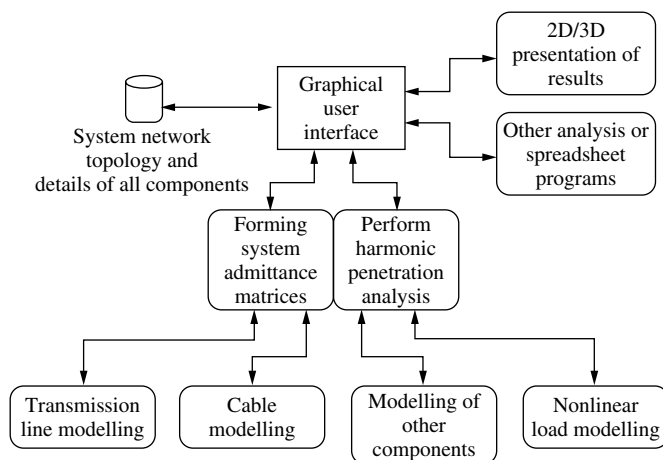 2D/3D
presentation of
results
Graphical
user
interface
System network
topology and
details of all components
Other analysis or
spreadsheet
programs
Forming
system
admittance
matrices
Perform
harmonic
penetration
analysis
Transmission
line modelling
Cable
modelling
Modelling of
other
components
Nonlinear
load modelling